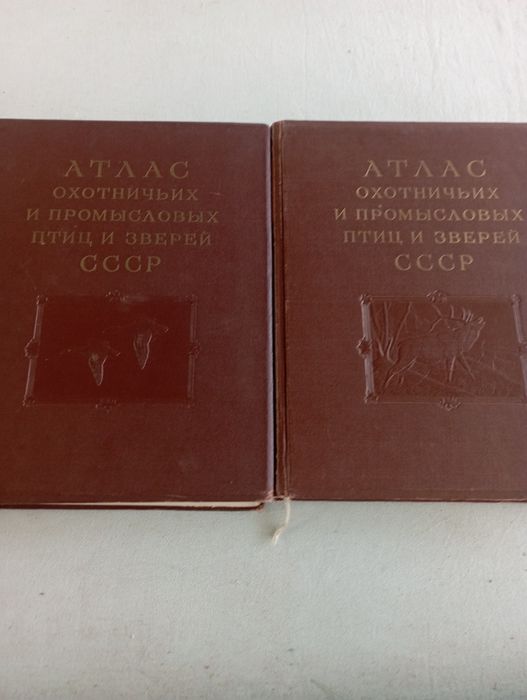 АТЛАС
ОХОТНИЧЬИХ
И ПРОМЫСЛОВЫХ
ПТИЦ И ЗВЕРЕЙ
СССР
АТЛАС
ОХОТНИЧЬИХ
И ПРОМЫСЛОВЫХ
ПТИЦ И ЗВЕРЕЙ
СССР